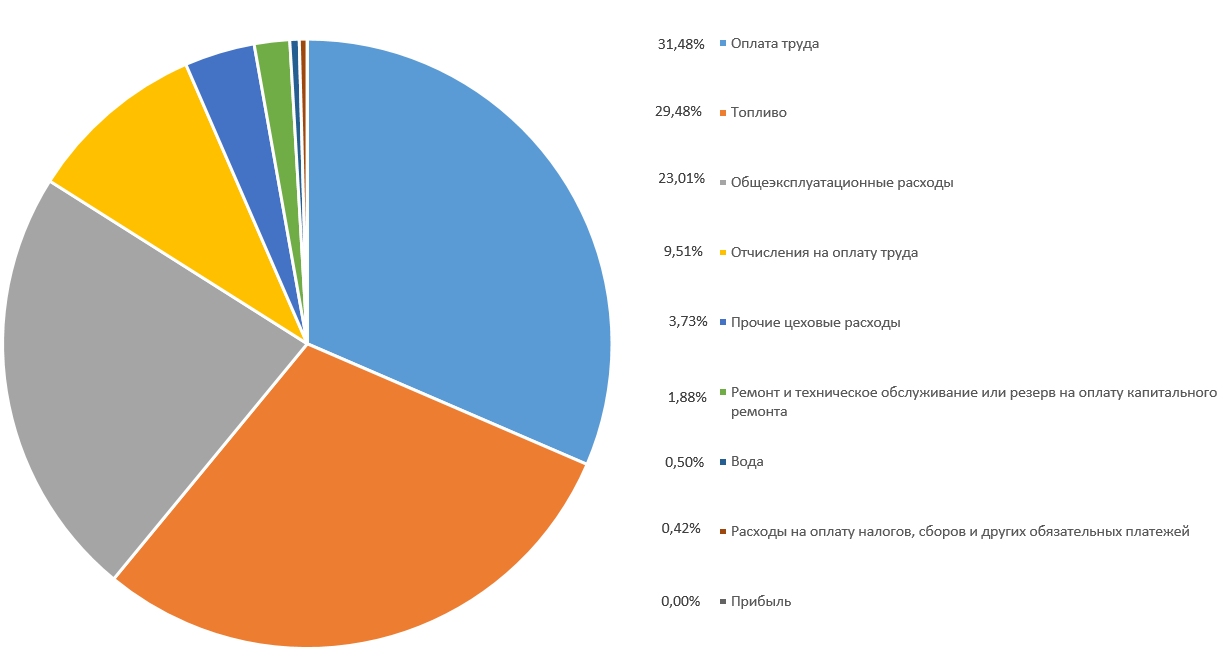 31,48% Оплата труда
29,48% Топливо
23,01% Общеэксплуатационные расходы
9,51% Отчисления на оплату труда
3,73% Прочие цеховые расходы
1,88% Ремонт и техническое обслуживание или резерв на оплату капитального
ремонта
0,50% Вода
0,42% Расходы на оплату налогов, сборов и других обязательных платежей
0,00% Прибыль